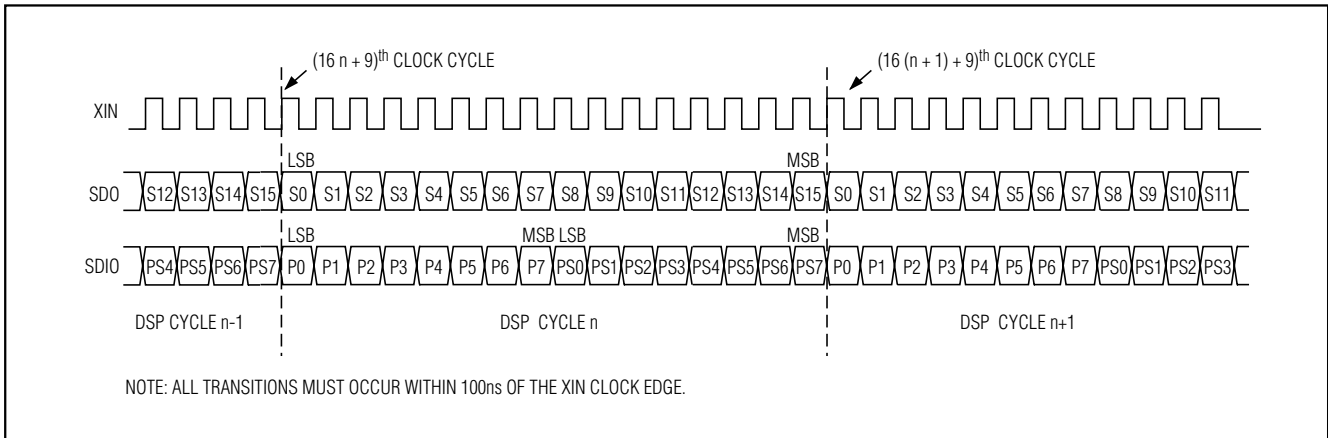 (16 n + 9)th CLOCK CYCLE (16 (n + 1) + 9)th CLOCK CYCLE
XIN
LSB MSB
SDO S12 S13 S14 S15 S0 S1 S2 S3 S4 S5 S6 S7 S8 S9 S10 S11 S12 S13 S14 S15 S0 S1 S2 S3 S4 S5 S6 S7 S8 S9 S10 S11
LSB MSB LSB MSB
SDIO PS4 PS5 PS6 PS7 P0 P1 P2 P3 P4 P5 P6 P7 PS0 PS1 PS2 PS3 PS4 PS5 PS6 PS7 P0 P1 P2 P3 P4 P5 P6 P7 PS0 PS1 PS2 PS3
DSP CYCLE n-1 DSP CYCLE n DSP CYCLE n+1
NOTE: ALL TRANSITIONS MUST OCCUR WITHIN 100ns OF THE XIN CLOCK EDGE.